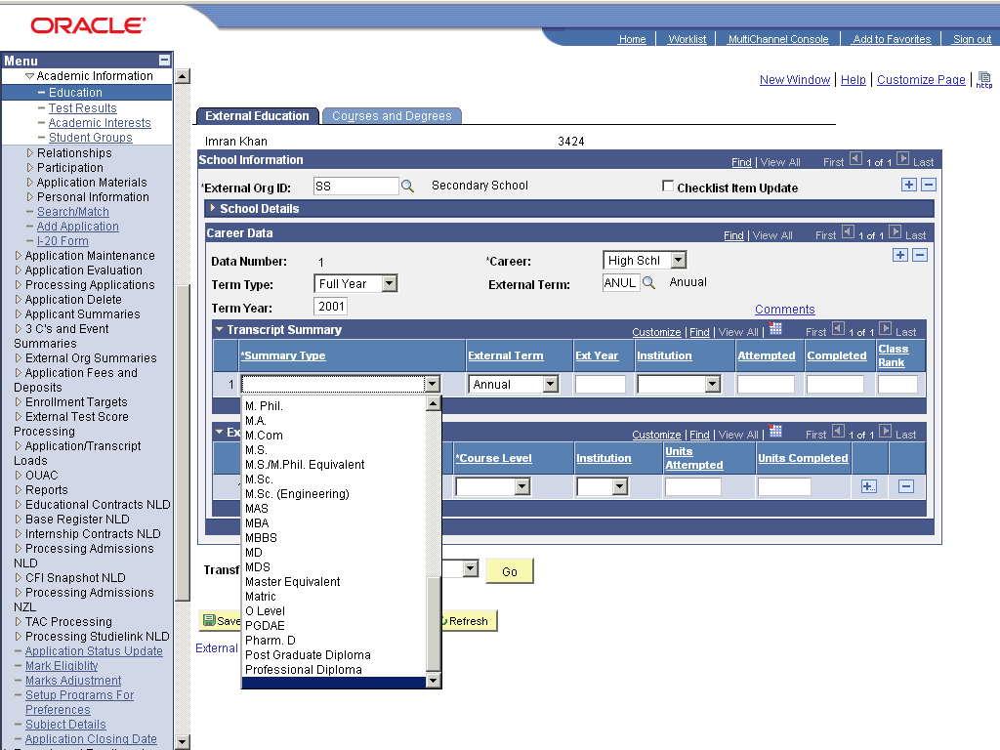 ORACLE®
Home Worklist MultiChannel Console Add to Favorites Sign out
Menu
Academic Information
Education
Test Results
Academic Interests
Student Groups
Relationships
Participation
Application Materials
Personal Information
Search/Match
Add Application
I-20 Form
Application Maintenance
Application Evaluation
Processing Applications
Application Delete
Applicant Summaries
3 C's and Event
Summaries
External Org Summaries
Application Fees and
Deposits
Enrollment Targets
External Test Score
Processing
Application/Transcript
Loads
OUAC
Reports
Educational Contracts NLD
Base Register NLD
Internship Contracts NLD
Processing Admissions
NLD
CFI Snapshot NLD
Processing Admissions
NZL
TAC Processing
Processing Studielink NLD
Application Status Update
Mark Eligiblity
Marks Adjustment
Setup Programs For
Preferences
Subject Details
Application Closing Date
New Window Help Customize Page http
External Education Courses and Degrees
Imran Khan 3424
School Information Find | View All First 1 of 1 Last
*External Org ID: SS Secondary School Checklist Item Update
School Details
Career Data Find | View All First 1 of 1 Last
Data Number: 1 *Career: High Schl
Term Type: Full Year External Term: ANUL Anuual
Term Year: 2001
Comments
Transcript Summary Customize | Find | View All | First 1 of 1 Last
*Summary Type External Term Ext Year Institution Attempted Completed Class Rank
1 Annual
M. Phil.
M.A.
M.Com
M.S.
M.S./M.Phil. Equivalent
M.Sc.
M.Sc. (Engineering)
MAS
MBA
MBBS
MD
MDS
Master Equivalent
Matric
O Level
PGDAE
Pharm. D
Post Graduate Diploma
Professional Diploma
Ex Customize | Find | View All | First 1 of 1 Last
*Course Level Institution Units Attempted Units Completed
Transf Go
Save Refresh
External